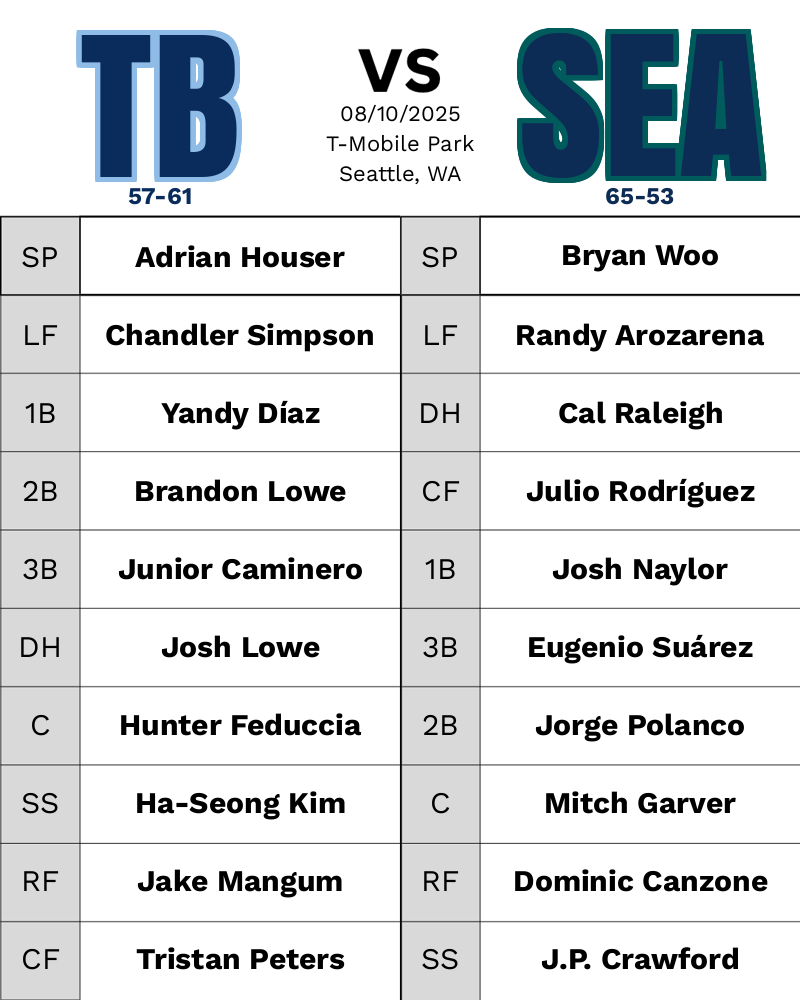 TB
VS
SEA
08/10/2025
T-Mobile Park
Seattle, WA
57-61
65-53
SP Adrian Houser SP Bryan Woo
LF Chandler Simpson LF Randy Arozarena
1B Yandy Díaz DH Cal Raleigh
2B Brandon Lowe CF Julio Rodríguez
3B Junior Caminero 1B Josh Naylor
DH Josh Lowe 3B Eugenio Suárez
C Hunter Feduccia 2B Jorge Polanco
SS Ha-Seong Kim C Mitch Garver
RF Jake Mangum RF Dominic Canzone
CF Tristan Peters SS J.P. Crawford